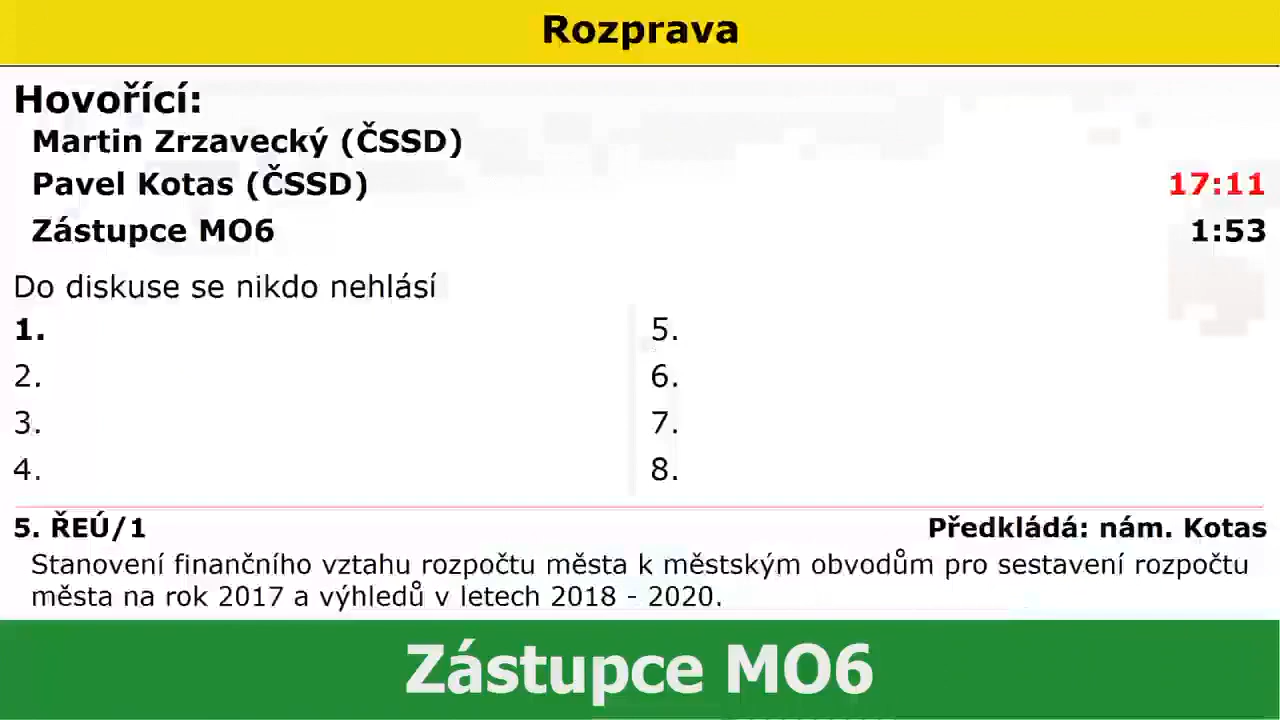 Rozprava
Hovořící:
Martin Zrzavecký (ČSSD)
Pavel Kotas (ČSSD) 17:11
Zástupce MO6 1:53
Do diskuse se nikdo nehlásí
1. 5.
2. 6.
3. 7.
4. 8.
5. ŘEÚ/1 Předkládá: nám. Kotas
Stanovení finančního vztahu rozpočtu města k městským obvodům pro sestavení rozpočtu
města na rok 2017 a výhledů v letech 2018 - 2020.
Zástupce MO6